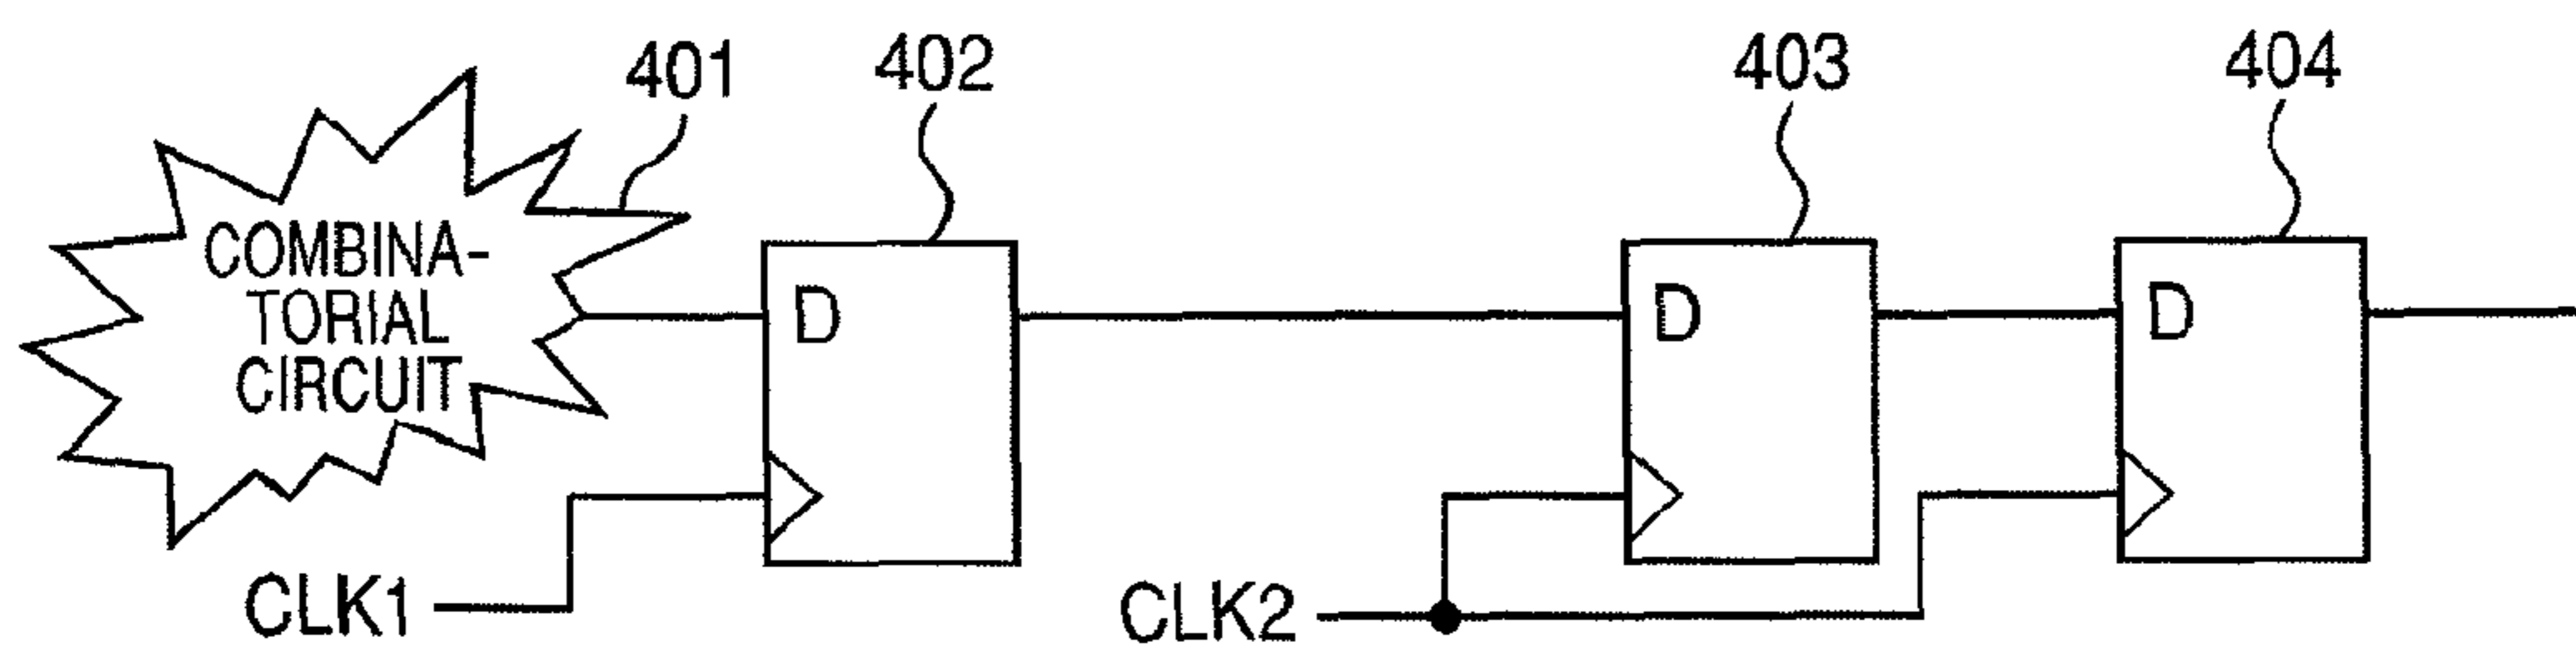 401
402
403
404
COMBINA-
TORIAL
CIRCUIT
D
D
D
CLK1
CLK2